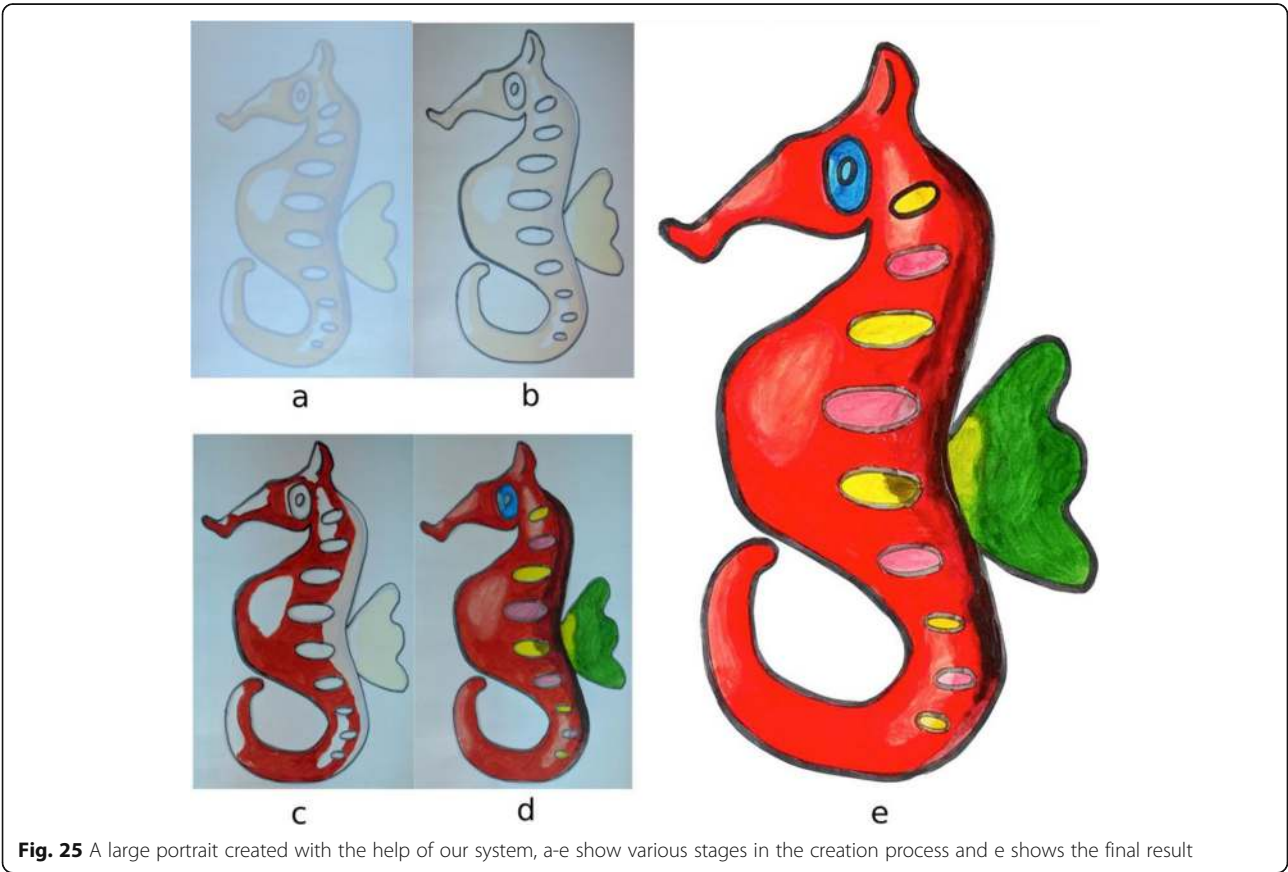 a
b
c
d
e
Fig. 25 A large portrait created with the help of our system, a-e show various stages in the creation process and e shows the final result